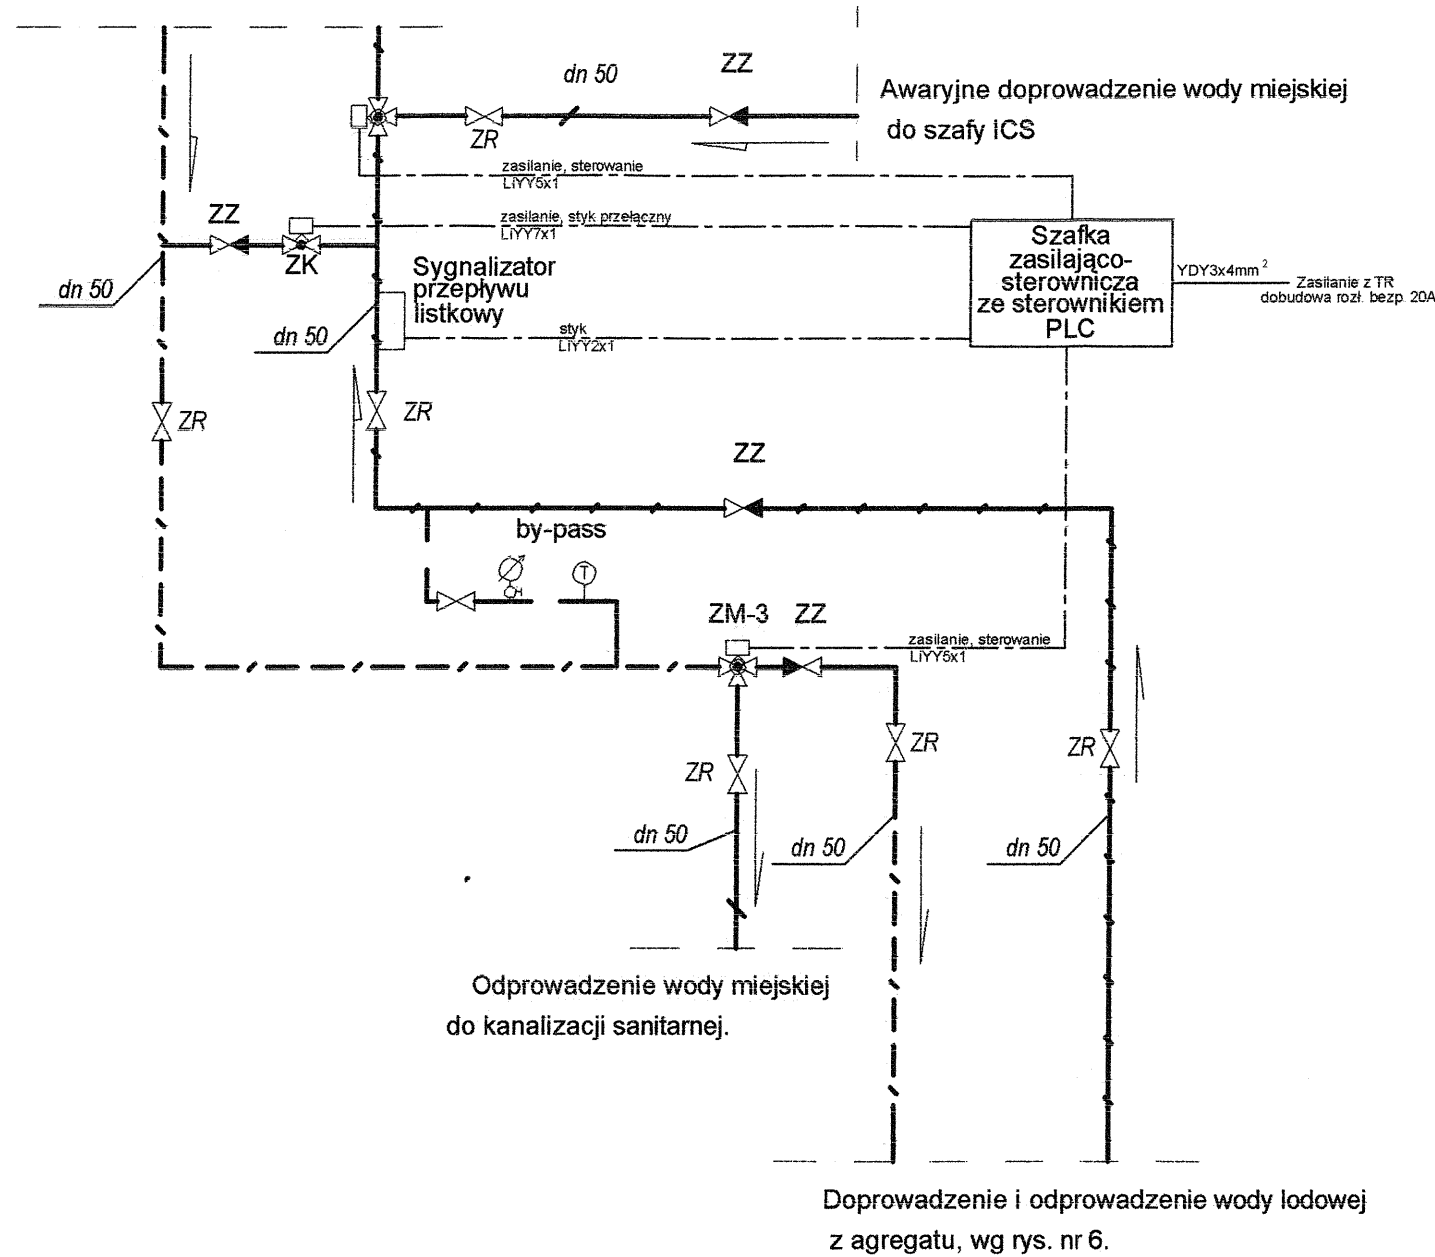 dn 50
ZZ
Awaryjne doprowadzenie wody miejskiej
do szafy ICS
ZR
zasilanie, sterowanie
LiYY5x1
ZZ
zasilanie, styk przełączny
LiYY7x1
ZK
dn 50
Sygnalizator
przepływu
listkowy
dn 50
styk
LiYY2x1
Szafka
zasilająco-
sterownicza
ze sterownikiem
PLC
YDY3x4mm²
Zasilanie z TR
dobudowa rozł. bezp. 20A
ZR
ZR
ZZ
by-pass
T
ZM-3
ZZ
zasilanie, sterowanie
LiYY5x1
ZR
ZR
ZR
dn 50
dn 50
dn 50
Odprowadzenie wody miejskiej
do kanalizacji sanitarnej.
Doprowadzenie i odprowadzenie wody lodowej
z agregatu, wg rys. nr 6.